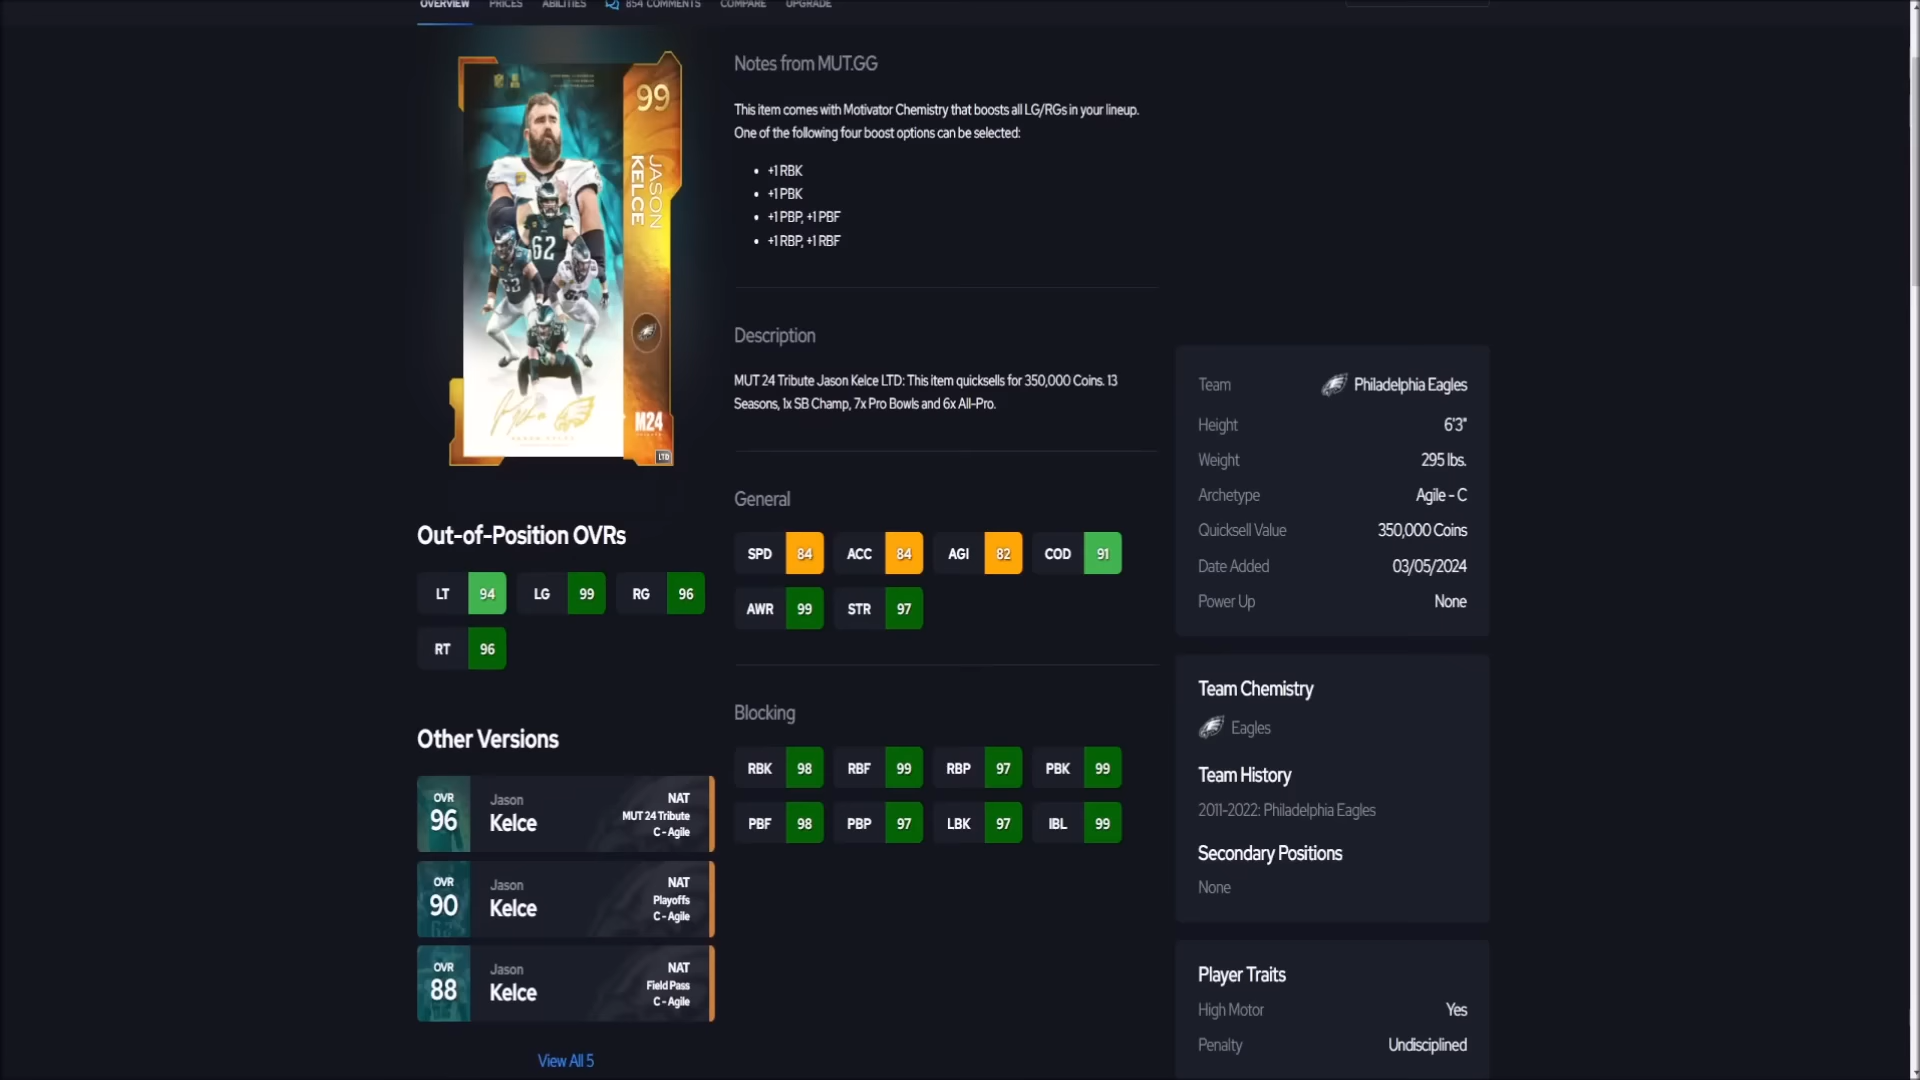 OVERVIEW PRICES ABILITIES 854 COMMENTS COMPARE UPGRADE
99
JASON
KELCE
62
M24
LTD
Notes from MUT.GG
This item comes with Motivator Chemistry that boosts all LG/RGs in your lineup.
One of the following four boost options can be selected:
• +1 RBK
• +1 PBK
• +1 PBP, +1 PBF
• +1 RBP, +1 RBF
Description
MUT 24 Tribute Jason Kelce LTD: This item quicksells for 350,000 Coins. 13
Seasons, 1x SB Champ, 7x Pro Bowls and 6x All-Pro.
General
SPD 84 ACC 84 AGI 82 COD 91
AWR 99 STR 97
Blocking
RBK 98 RBF 99 RBP 97 PBK 99
PBF 98 PBP 97 LBK 97 IBL 99
Out-of-Position OVRs
LT 94 LG 99 RG 96
RT 96
Other Versions
OVR
96
Jason
Kelce
NAT
MUT 24 Tribute
C - Agile
OVR
90
Jason
Kelce
NAT
Playoffs
C - Agile
OVR
88
Jason
Kelce
NAT
Field Pass
C - Agile
View All 5
Team Philadelphia Eagles
Height 6'3"
Weight 295 lbs.
Archetype Agile - C
Quicksell Value 350,000 Coins
Date Added 03/05/2024
Power Up None
Team Chemistry
Eagles
Team History
2011-2022: Philadelphia Eagles
Secondary Positions
None
Player Traits
High Motor Yes
Penalty Undisciplined